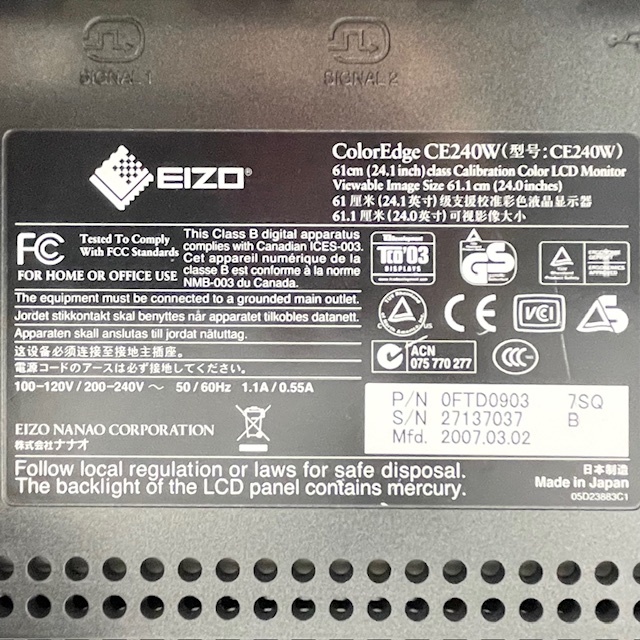 SIGNAL 1
SIGNAL 2
EIZO®
ColorEdge CE240W(型号:CE240W)
61cm (24.1 inch) class Calibration Color LCD Monitor
Viewable Image Size 61.1 cm (24.0 inches)
61 厘米 (24.1 英寸) 级支援校准彩色液晶显示器
61.1 厘米 (24.0 英寸) 可视影像大小
FC
Tested To Comply
With FCC Standards
FOR HOME OR OFFICE USE
This Class B digital apparatus
complies with Canadian ICES-003.
Cet appareil numérique de la
classe B est conforme à la norme
NMB-003 du Canada.
TCO'03
DISPLAYS
GS
The equipment must be connected to a grounded main outlet.
Jordet stikkontakt skal benyttes når apparatet tilkobles datanett.
Apparaten skall anslutas till jordat nätuttag.
这设备必须连接至接地主插座。
電源コードのアースは必ず接地してください。
100-120V / 200-240V ～ 50 / 60Hz 1.1A / 0.55A
US
CE
VCI
S
ACN
075 770 277
CCC
EIZO NANAO CORPORATION
株式会社ナナオ
P/N 0FTD0903 7SQ
S/N 27137037 B
Mfd. 2007.03.02
Follow local regulation or laws for safe disposal.
The backlight of the LCD panel contains mercury.
日本制造
Made in Japan
05D23883C1